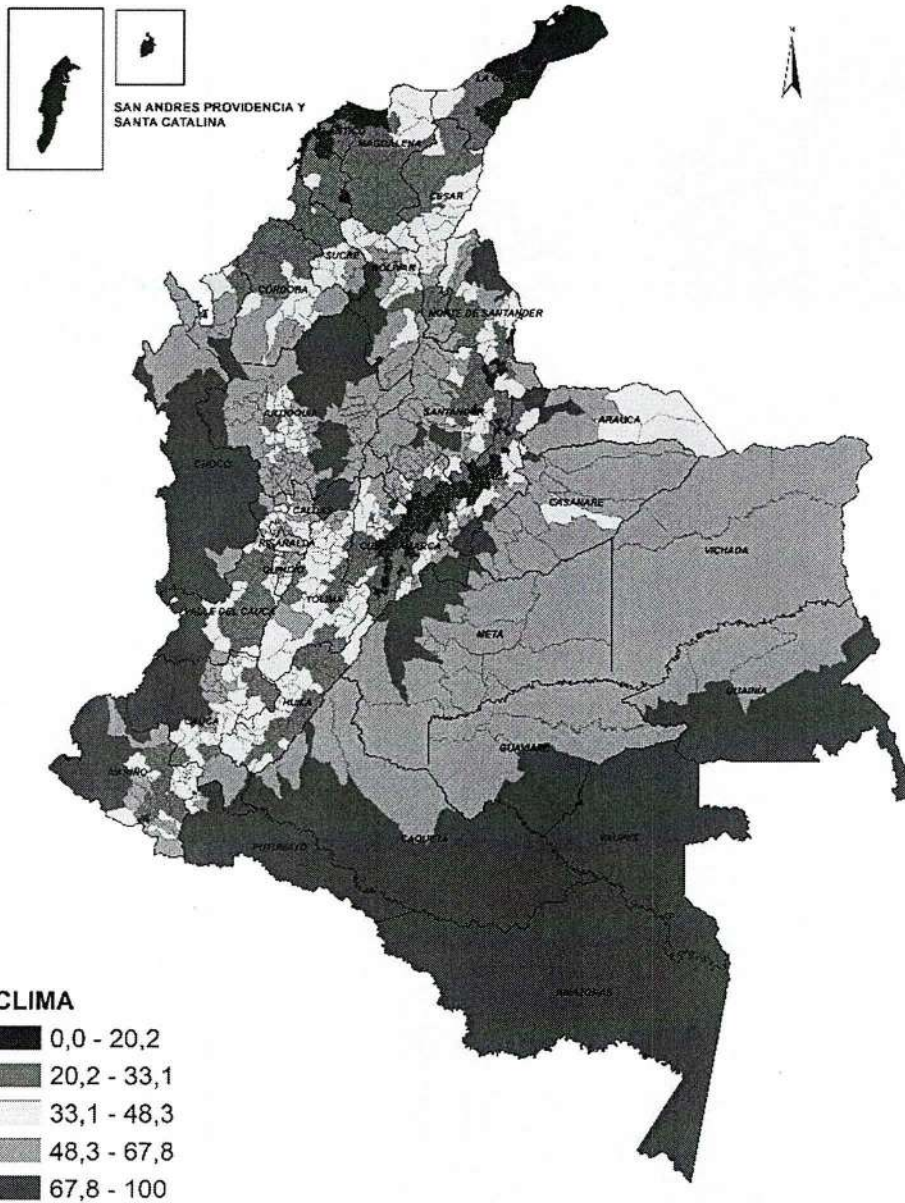 N
SAN ANDRES PROVIDENCIA Y
SANTA CATALINA
MAGDALENA
CESAR
SUCRE
BOLIVAR
CÓRDOBA
NORTE DE SANTANDER
ANTIOQUIA
SANTANDER
ARAUCA
CHOCO
CALDAS
CASANARE
RISARALDA
CUNDINAMARCA
VICHADA
QUINDIO
TOLIMA
VALLE DEL CAUCA
META
HUILA
GUAINIA
CAUCA
GUAVIARE
NARIÑO
CAQUETA
VAUPES
PUTUMAYO
AMAZONAS
CLIMA
0,0 - 20,2
20,2 - 33,1
33,1 - 48,3
48,3 - 67,8
67,8 - 100